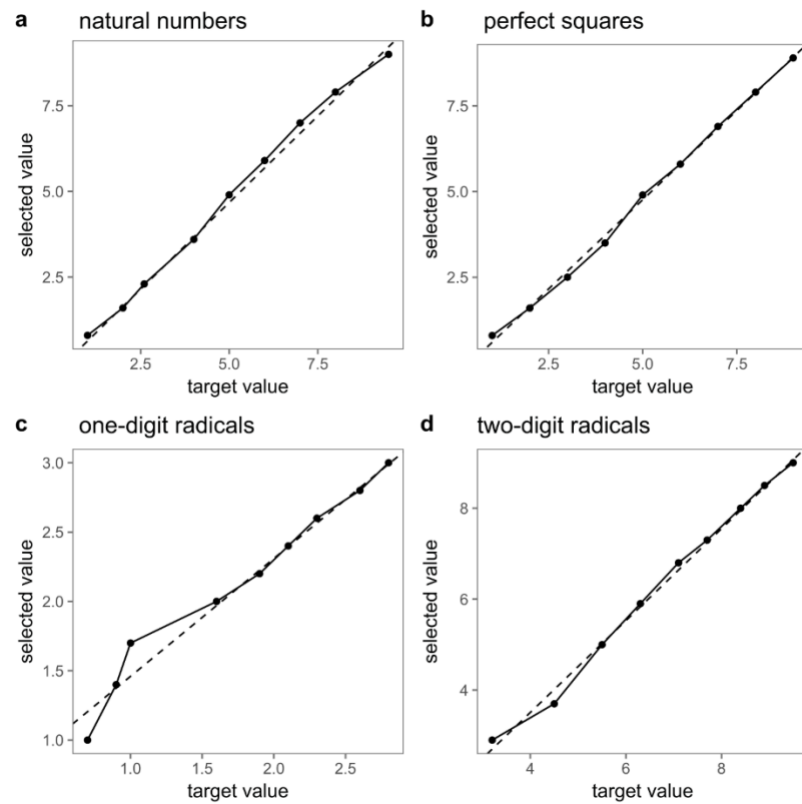 a natural numbers
selected value
7.5
5.0
2.5
2.5 5.0 7.5
target value
b perfect squares
selected value
7.5
5.0
2.5
2.5 5.0 7.5
target value
c one-digit radicals
selected value
3.0
2.5
2.0
1.5
1.0
1.0 1.5 2.0 2.5
target value
d two-digit radicals
selected value
8
6
4
4 6 8
target value